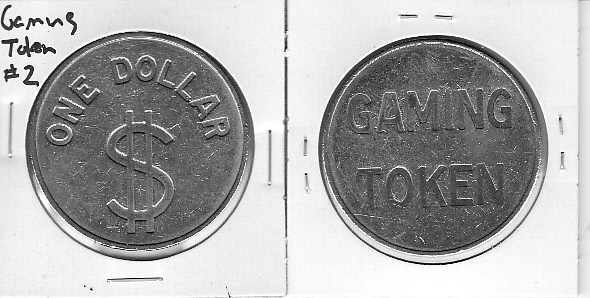 Gaming
Token
#2
ONE DOLLAR
$
GAMING
TOKEN